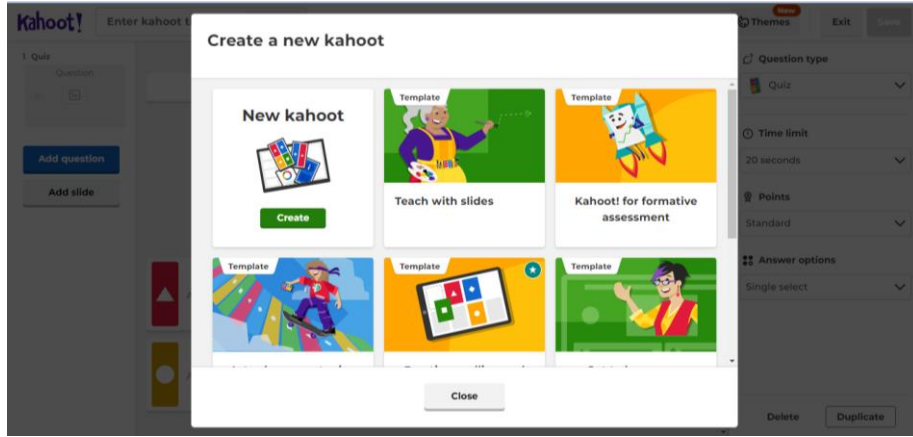 Kahoot!
Enter kahoot t
New
Themes
Exit
Save
Create a new kahoot
1 Quiz
Question
Add question
Add slide
New kahoot
Create
Template
Teach with slides
Template
Kahoot! for formative
assessment
Template
Template
Template
Close
Question type
Quiz
Time limit
20 seconds
Points
Standard
Answer options
Single select
Delete
Duplicate